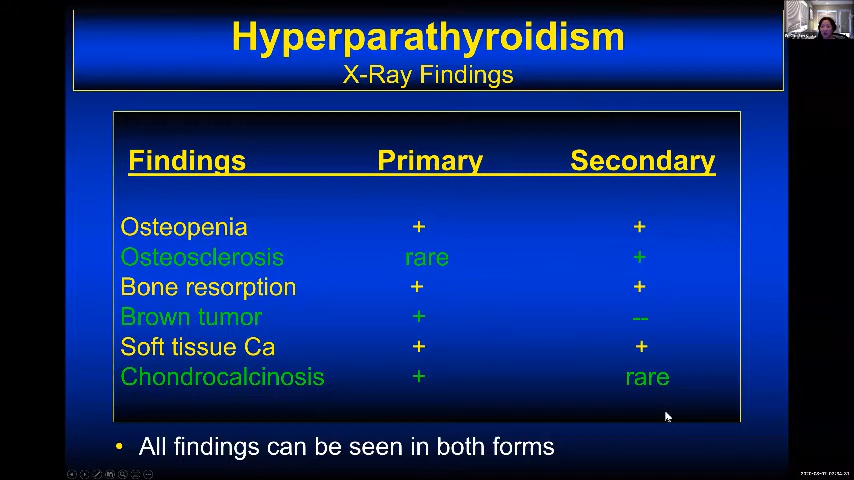 Hyperparathyroidism
X-Ray Findings
Findings Primary Secondary
Osteopenia + +
Osteosclerosis rare +
Bone resorption + +
Brown tumor + --
Soft tissue Ca + +
Chondrocalcinosis + rare
• All findings can be seen in both forms